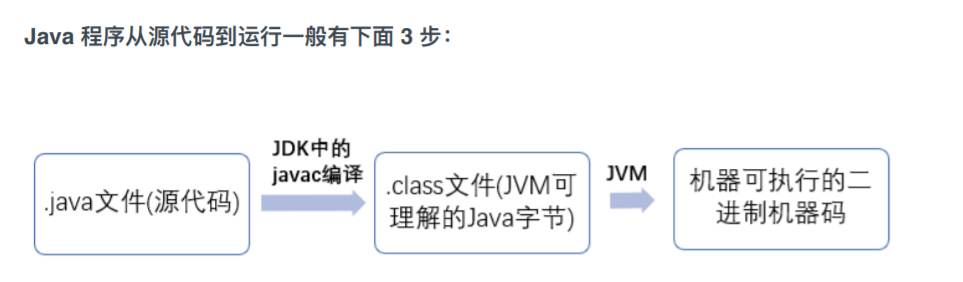 Java 程序从源代码到运行一般有下面 3 步：
.java文件(源代码)
JDK中的
javac编译
.class文件(JVM可
理解的Java字节)
JVM
机器可执行的二
进制机器码